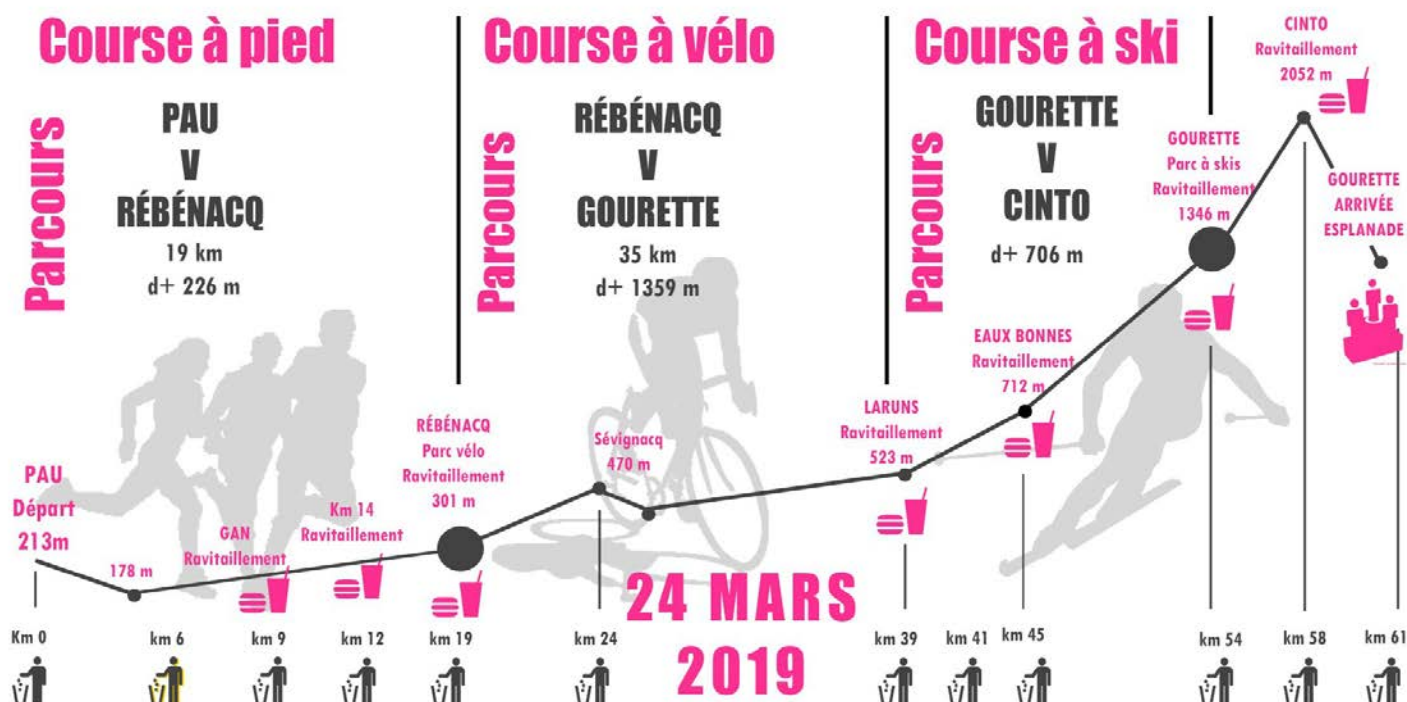 Course à pied
Parcours
PAU
V
RÉBÉNACQ
19 km
d+ 226 m
Course à vélo
Parcours
RÉBÉNACQ
V
GOURETTE
35 km
d+ 1359 m
Course à ski
Parcours
GOURETTE
V
CINTO
d+ 706 m
PAU
Départ
213m
178 m
GAN
Ravitaillement
Km 14
Ravitaillement
RÉBÉNACQ
Parc vélo
Ravitaillement
301 m
Sévignacq
470 m
LARUNS
Ravitaillement
523 m
EAUX BONNES
Ravitaillement
712 m
GOURETTE
Parc à skis
Ravitaillement
1346 m
CINTO
Ravitaillement
2052 m
GOURETTE
ARRIVÉE
ESPLANADE
24 MARS
2019
Km 0
km 6
km 9
km 12
km 19
km 24
km 39
km 41
km 45
km 54
km 58
km 61